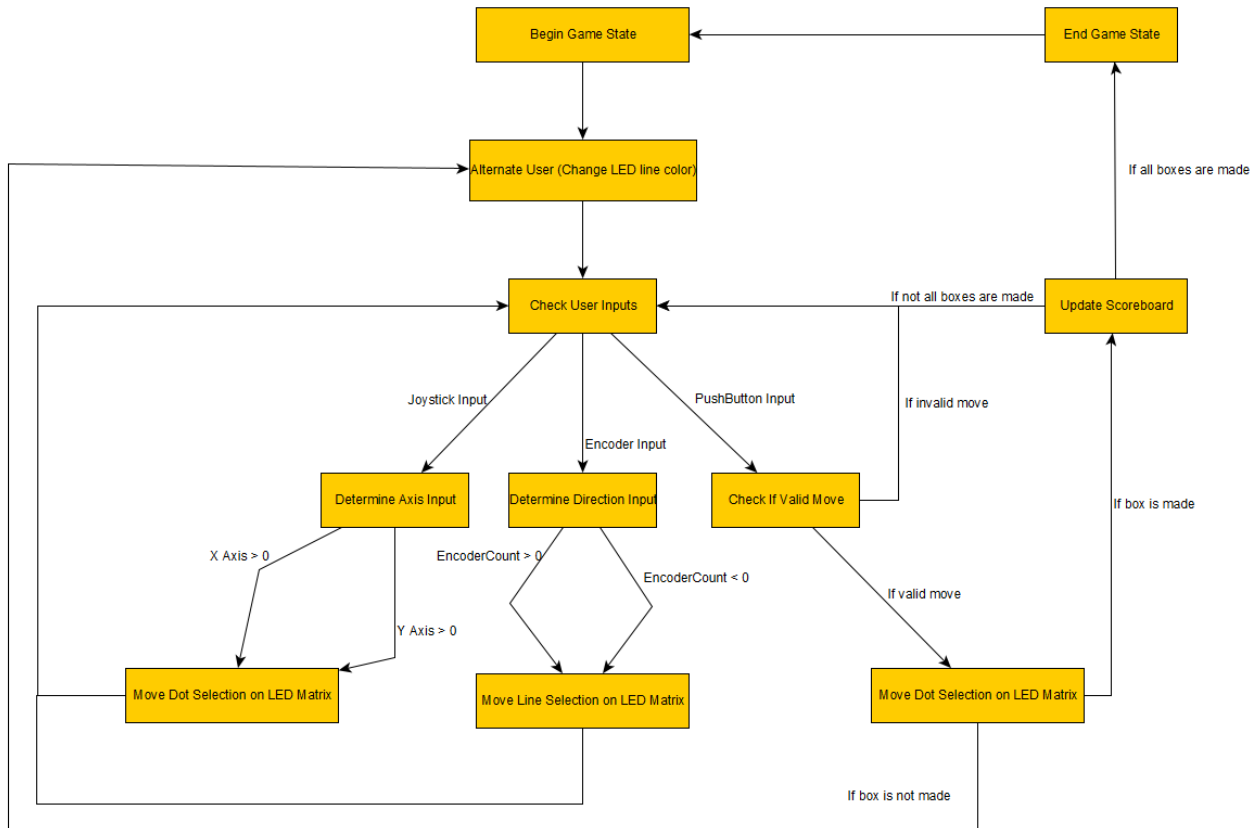 Begin Game State
End Game State
Alternate User (Change LED line color)
If all boxes are made
Check User Inputs
If not all boxes are made
Update Scoreboard
Joystick Input
PushButton Input
If invalid move
Encoder Input
Determine Axis Input
Determine Direction Input
Check If Valid Move
If box is made
X Axis > 0
EncoderCount > 0
EncoderCount < 0
If valid move
Y Axis > 0
Move Dot Selection on LED Matrix
Move Line Selection on LED Matrix
Move Dot Selection on LED Matrix
If box is not made